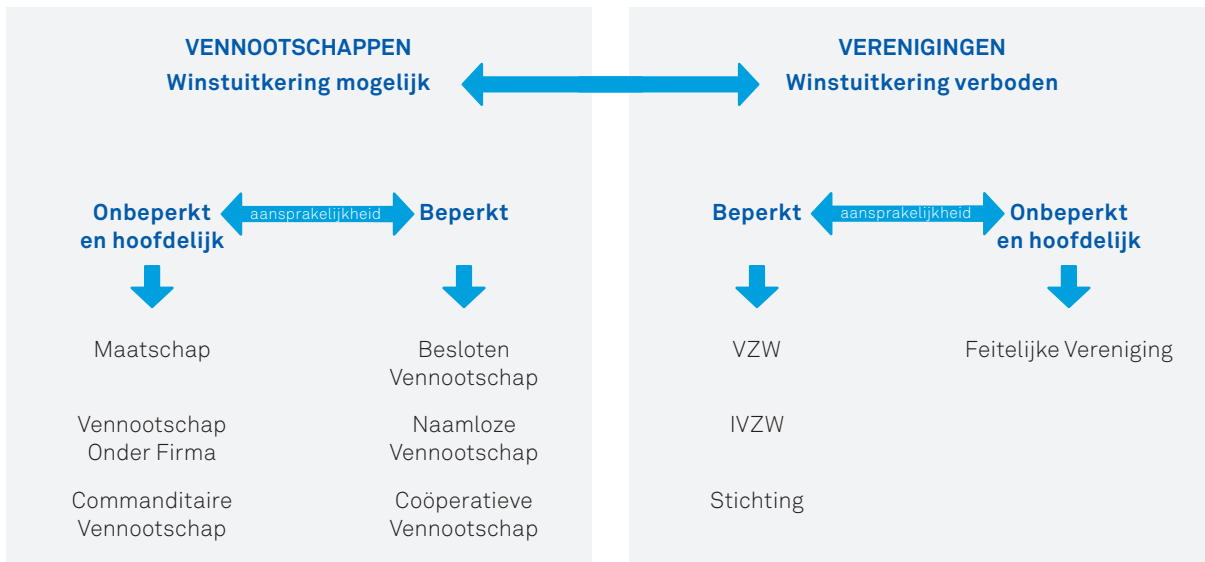 VENNOOTSCHAPPEN
Winstuitkering mogelijk
Onbeperkt
en hoofdelijk
aansprakelijkheid
Beperkt
Maatschap
Besloten
Vennootschap
Vennootschap
Onder Firma
Naamloze
Vennootschap
Commanditaire
Vennootschap
Coöperatieve
Vennootschap
VERENIGINGEN
Winstuitkering verboden
Beperkt
aansprakelijkheid
Onbeperkt
en hoofdelijk
VZW
Feitelijke Vereniging
IVZW
Stichting